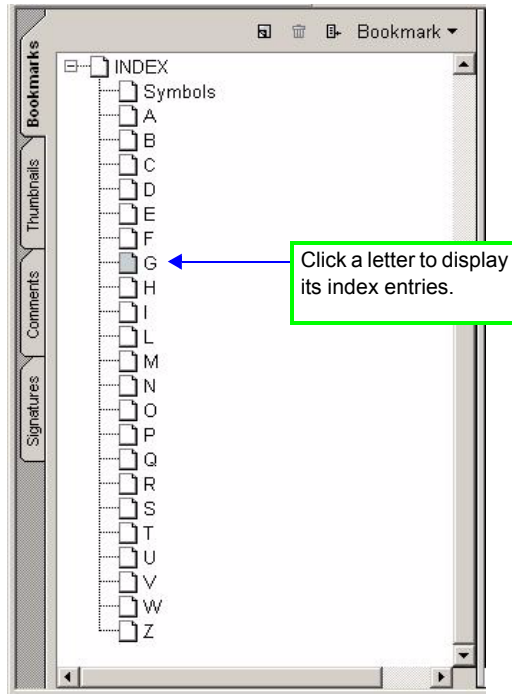 Bookmark
Bookmarks
Thumbnails
Comments
Signatures
INDEX
Symbols
A
B
C
D
E
F
G
H
I
L
M
N
O
P
Q
R
S
T
U
V
W
Z
Click a letter to display
its index entries.